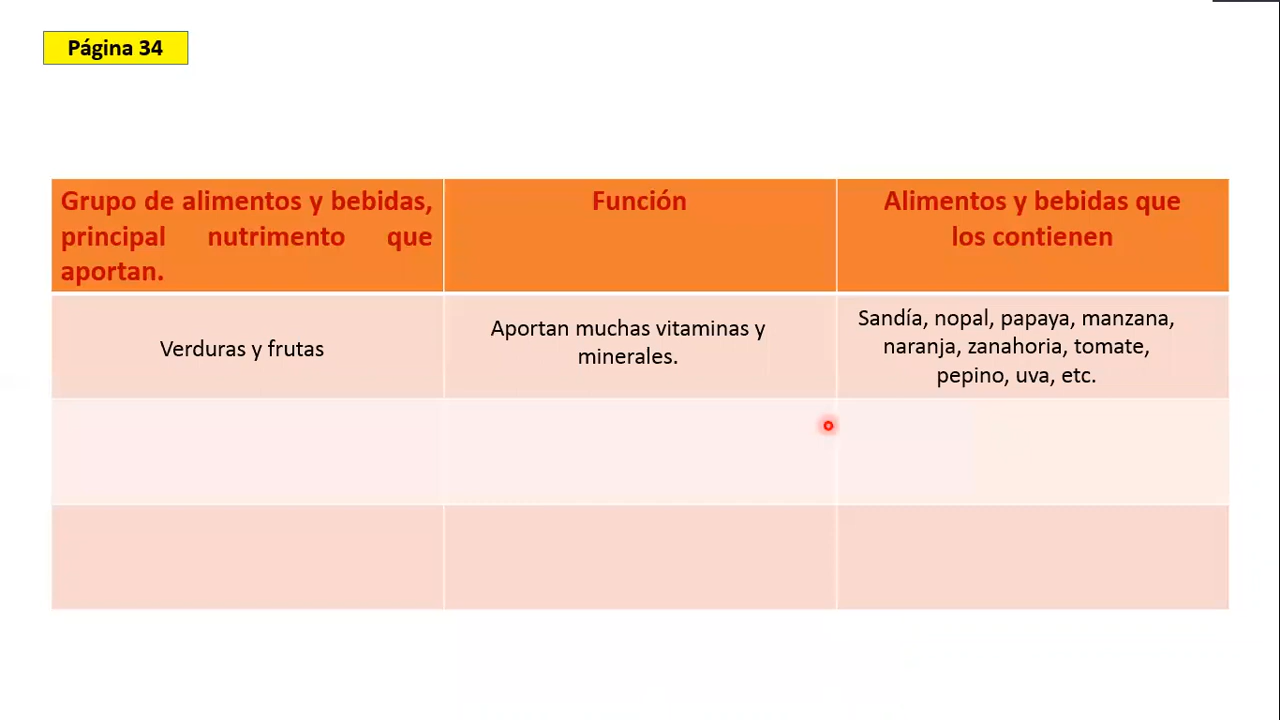 Página 34
Grupo de alimentos y bebidas,
principal nutrimento que
aportan.
Función
Alimentos y bebidas que
los contienen
Verduras y frutas
Aportan muchas vitaminas y
minerales.
Sandía, nopal, papaya, manzana,
naranja, zanahoria, tomate,
pepino, uva, etc.